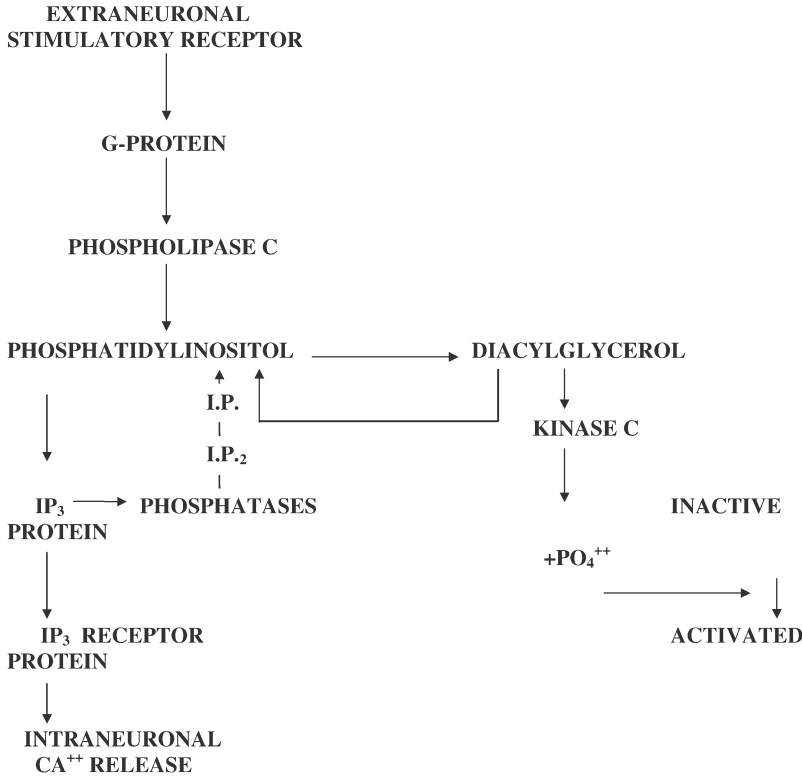 EXTRANEURONAL
STIMULATORY RECEPTOR
G-PROTEIN
PHOSPHOLIPASE C
PHOSPHATIDYLINOSITOL
DIACYLGLYCEROL
I.P.
KINASE C
I.P.₂
IP₃
PROTEIN
PHOSPHATASES
INACTIVE
+PO₄⁺⁺
IP₃ RECEPTOR
PROTEIN
ACTIVATED
INTRANEURONAL
CA⁺⁺ RELEASE